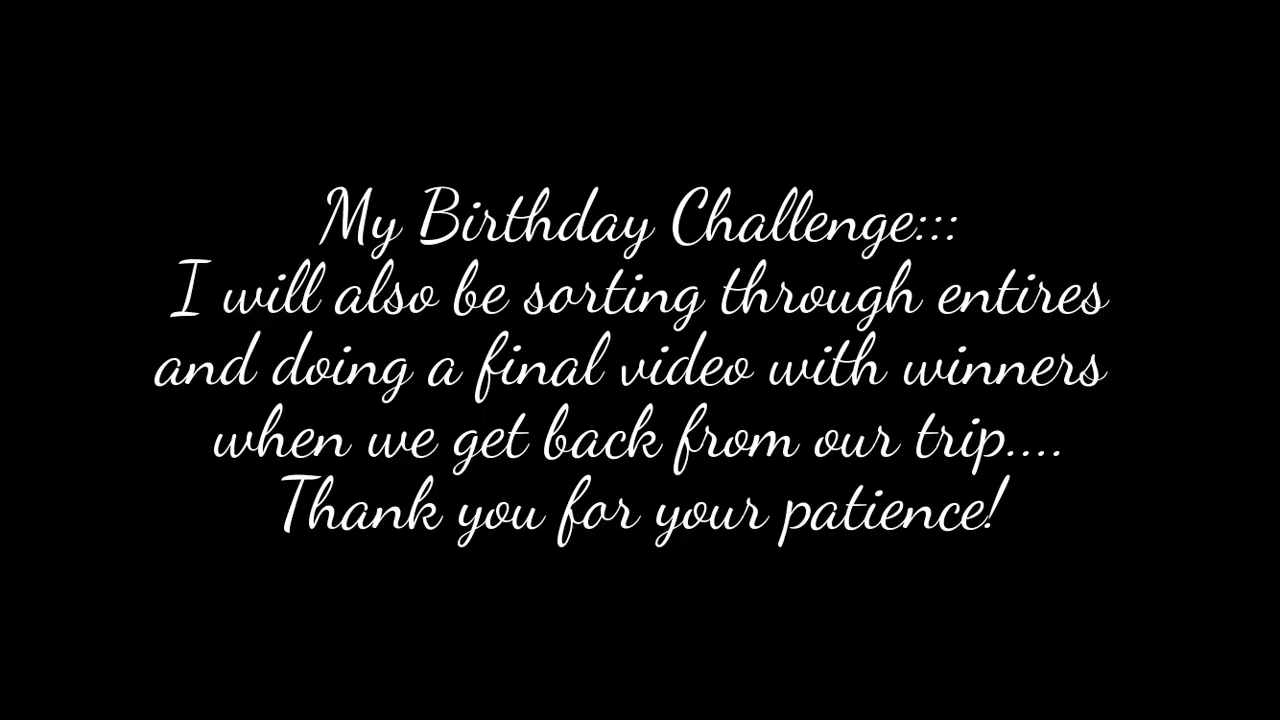 My Birthday Challenge:::
I will also be sorting through entires
and doing a final video with winners
when we get back from our trip....
Thank you for your patience!